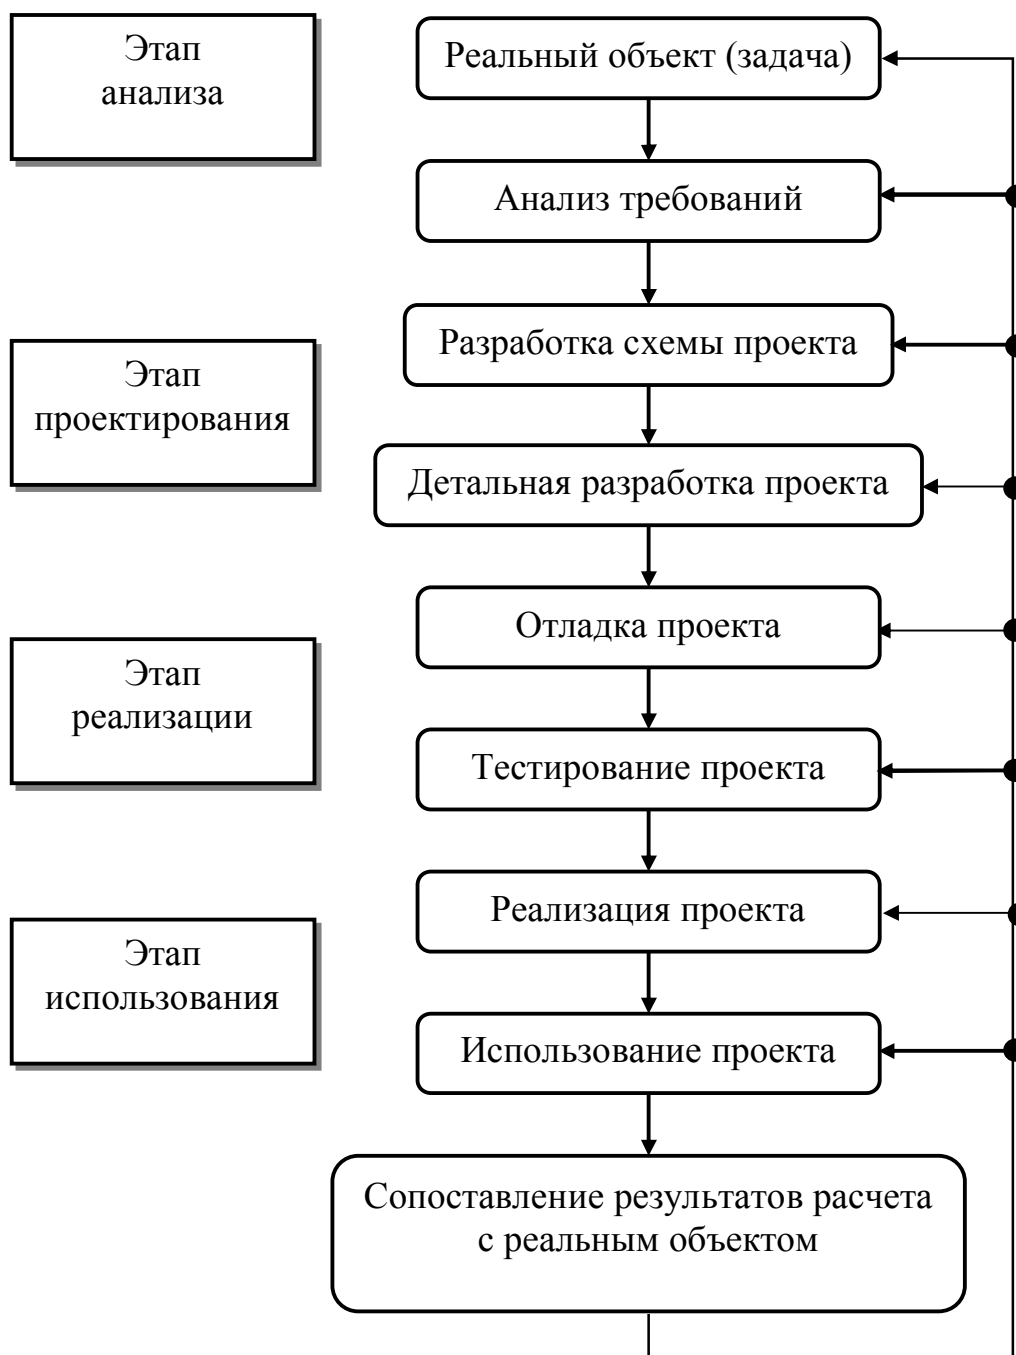 Этап
анализа
Реальный объект (задача)
Анализ требований
Разработка схемы проекта
Этап
проектирования
Детальная разработка проекта
Отладка проекта
Этап
реализации
Тестирование проекта
Реализация проекта
Этап
использования
Использование проекта
Сопоставление результатов расчета
с реальным объектом